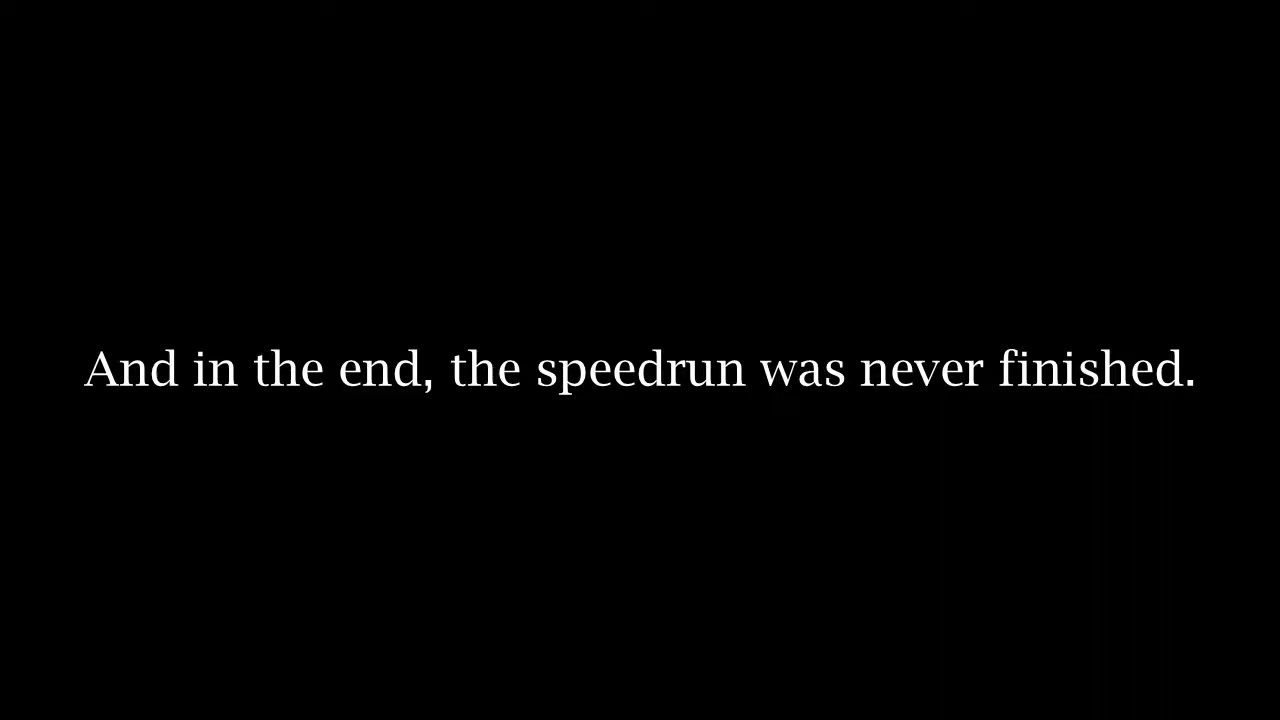 And in the end, the speedrun was never finished.